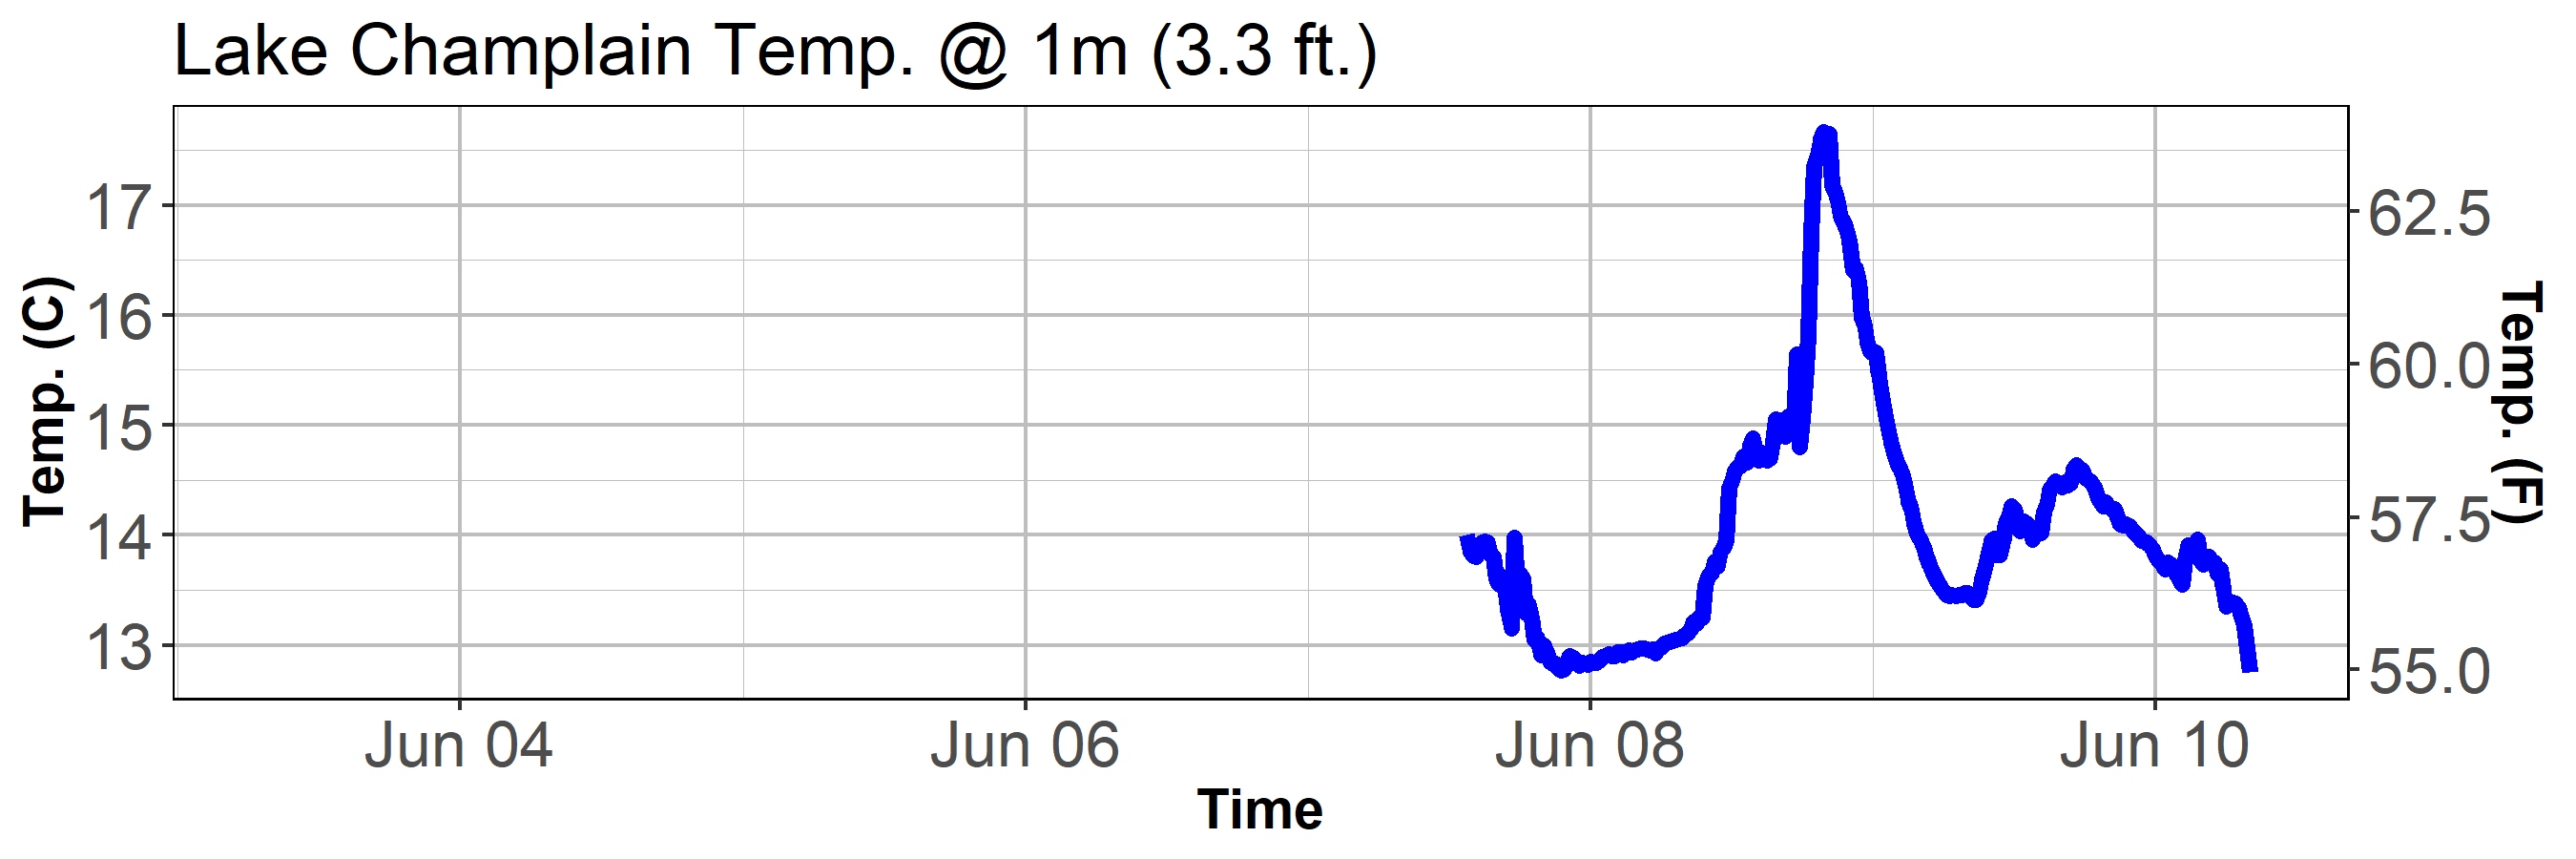 Lake Champlain Temp. @ 1m (3.3 ft.)
Temp. (C)
17
16
15
14
13
62.5
60.0
57.5
55.0
Temp. (F)
Jun 04 Jun 06 Jun 08 Jun 10
Time